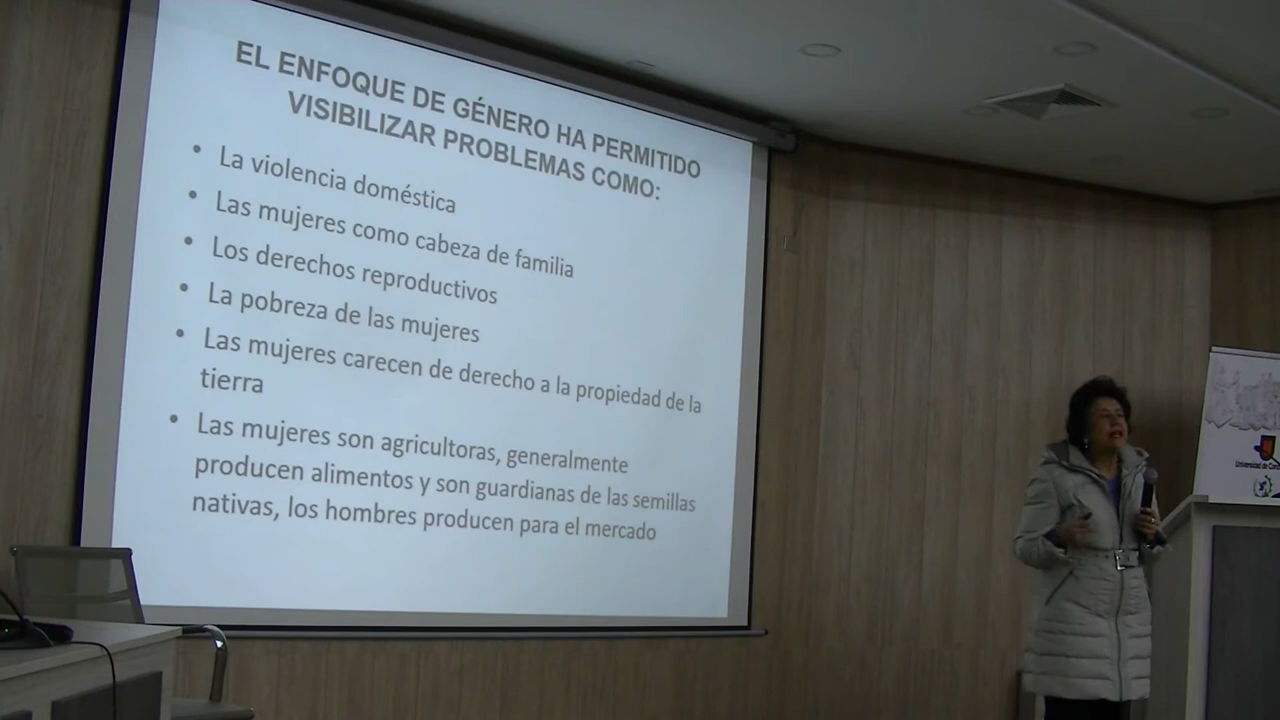 EL ENFOQUE DE GÉNERO HA PERMITIDO
VISIBILIZAR PROBLEMAS COMO:
• La violencia doméstica
• Las mujeres como cabeza de familia
• Los derechos reproductivos
• La pobreza de las mujeres
• Las mujeres carecen de derecho a la propiedad de la
tierra
• Las mujeres son agricultoras, generalmente
producen alimentos y son guardianas de las semillas
nativas, los hombres producen para el mercado
Universidad de